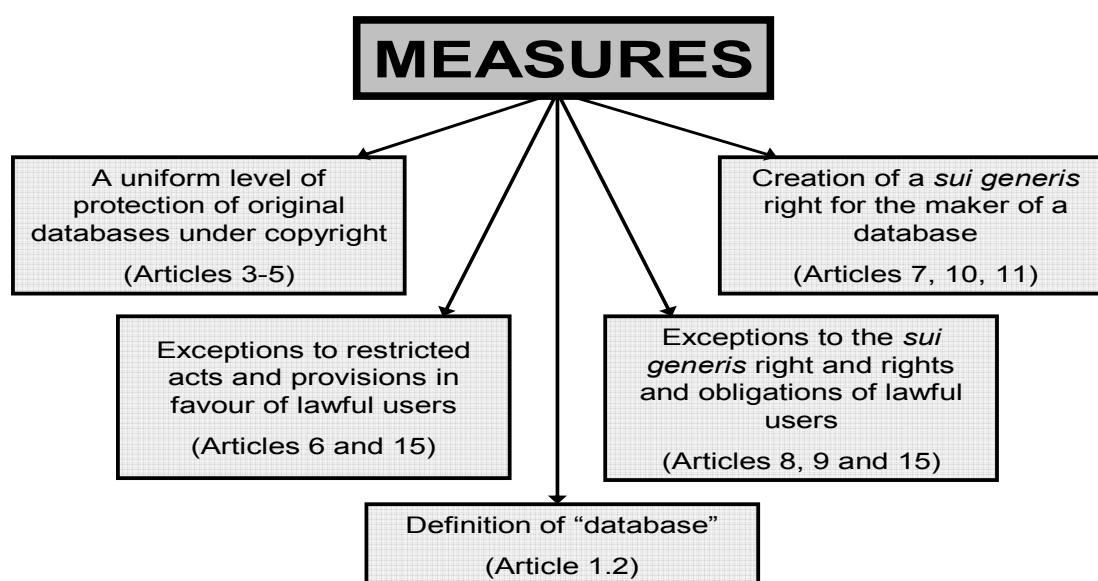 MEASURES
A uniform level of
protection of original
databases under copyright
(Articles 3-5)
Creation of a sui generis
right for the maker of a
database
(Articles 7, 10, 11)
Exceptions to restricted
acts and provisions in
favour of lawful users
(Articles 6 and 15)
Exceptions to the sui
generis right and rights
and obligations of lawful
users
(Articles 8, 9 and 15)
Definition of “database”
(Article 1.2)